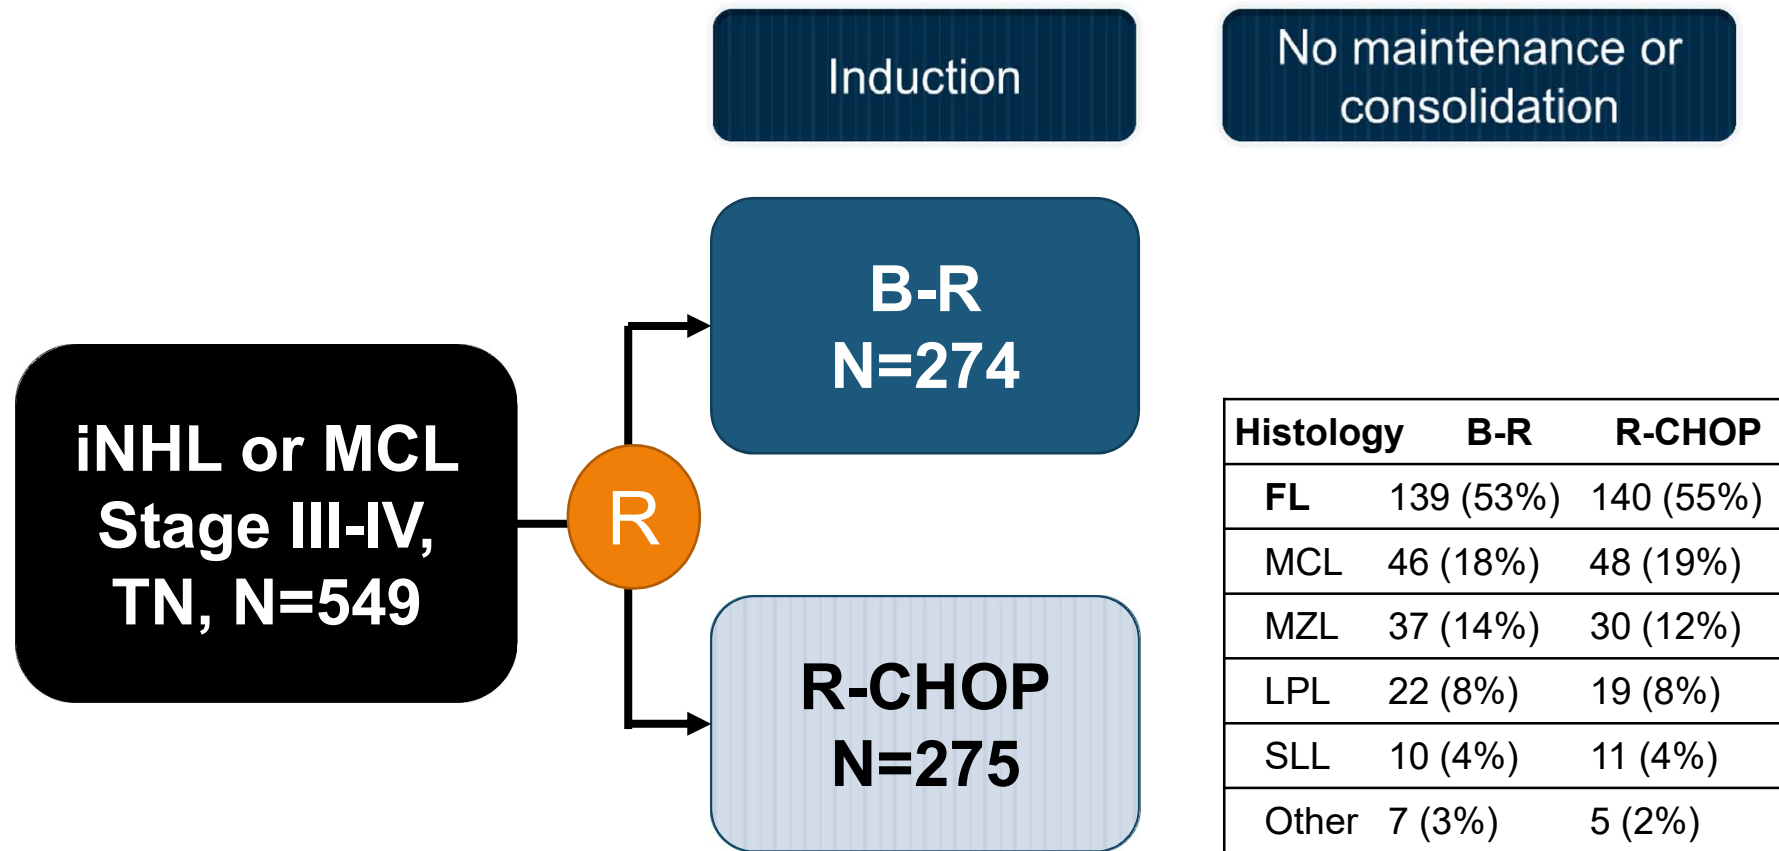 Induction
No maintenance or
consolidation
B-R
N=274
iNHL or MCL
Stage III-IV,
TN, N=549
R
R-CHOP
N=275
Histology B-R R-CHOP
FL 139 (53%) 140 (55%)
MCL 46 (18%) 48 (19%)
MZL 37 (14%) 30 (12%)
LPL 22 (8%) 19 (8%)
SLL 10 (4%) 11 (4%)
Other 7 (3%) 5 (2%)